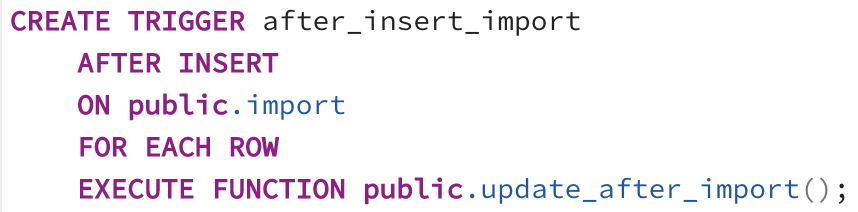 CREATE TRIGGER after_insert_import
    AFTER INSERT
    ON public.import
    FOR EACH ROW
    EXECUTE FUNCTION public.update_after_import();